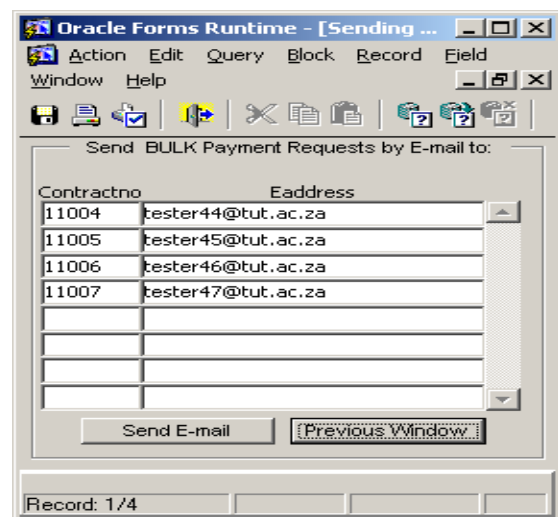 Oracle Forms Runtime - [Sending ...
Action Edit Query Block Record Field
Window Help
Send BULK Payment Requests by E-mail to:
Contractno Eaddress
11004 tester44@tut.ac.za
11005 tester45@tut.ac.za
11006 tester46@tut.ac.za
11007 tester47@tut.ac.za
Send E-mail Previous Window
Record: 1/4